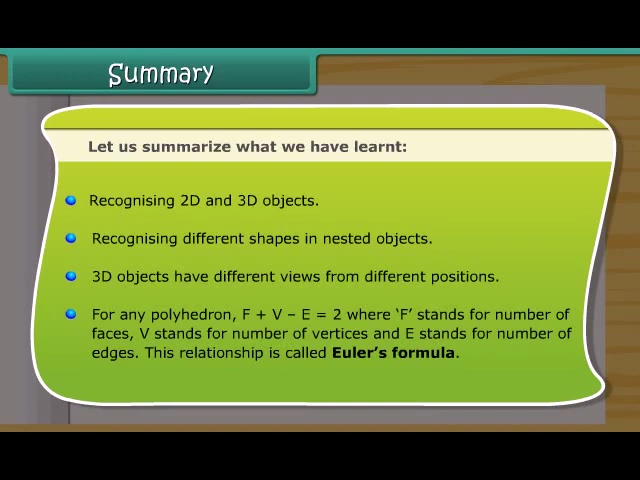 Summary
Let us summarize what we have learnt:
Recognising 2D and 3D objects.
Recognising different shapes in nested objects.
3D objects have different views from different positions.
For any polyhedron, F + V – E = 2 where ‘F’ stands for number of
faces, V stands for number of vertices and E stands for number of
edges. This relationship is called Euler’s formula.